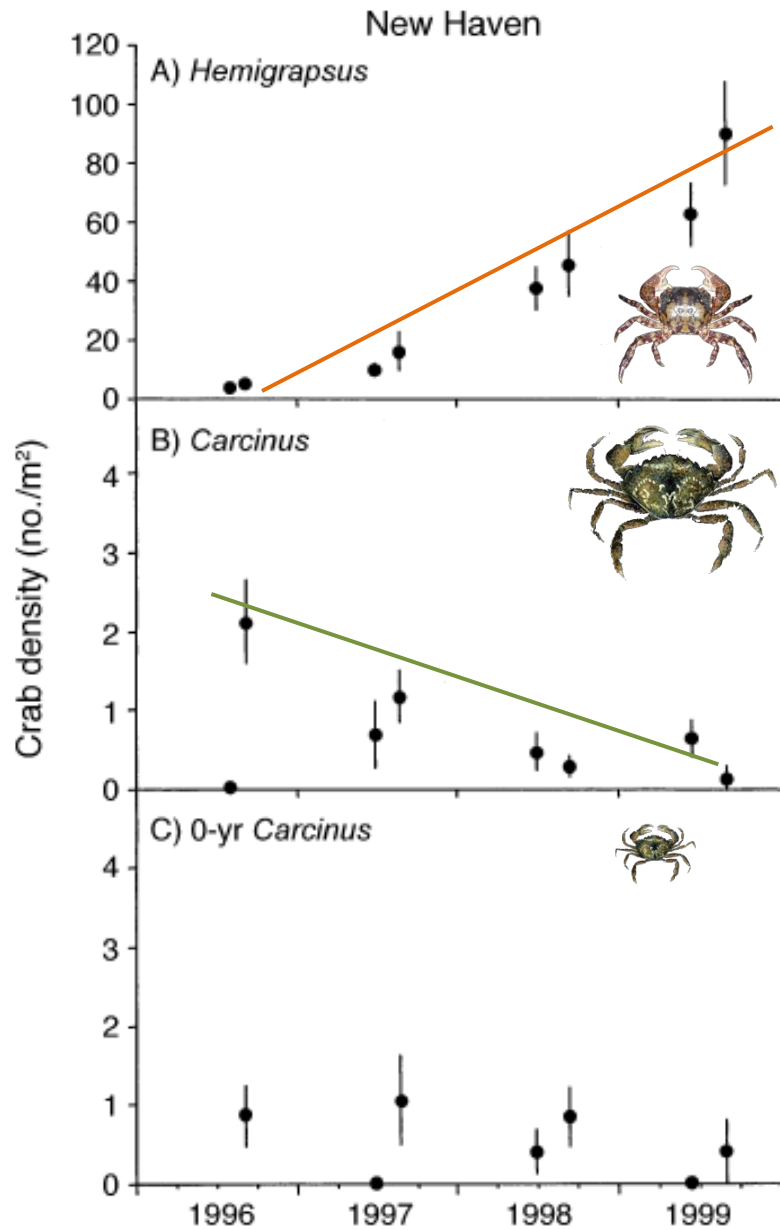 New Haven
A) Hemigrapsus
120
100
80
60
40
20
0
B) Carcinus
4
3
2
1
0
Crab density (no./m²)
C) 0-yr Carcinus
4
3
2
1
0
1996 1997 1998 1999